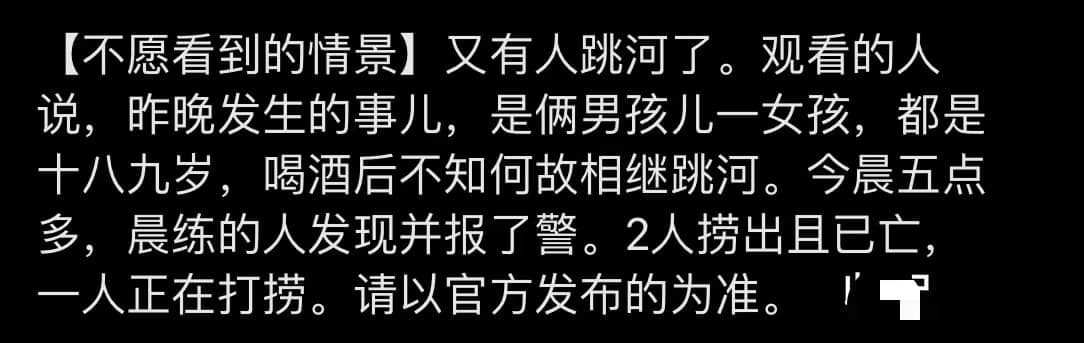 【不愿看到的情景】又有人跳河了。观看的人
说，昨晚发生的事儿，是俩男孩儿一女孩，都是
十八九岁，喝酒后不知何故相继跳河。今晨五点
多，晨练的人发现并报了警。2人捞出且已亡，
一人正在打捞。请以官方发布的为准。